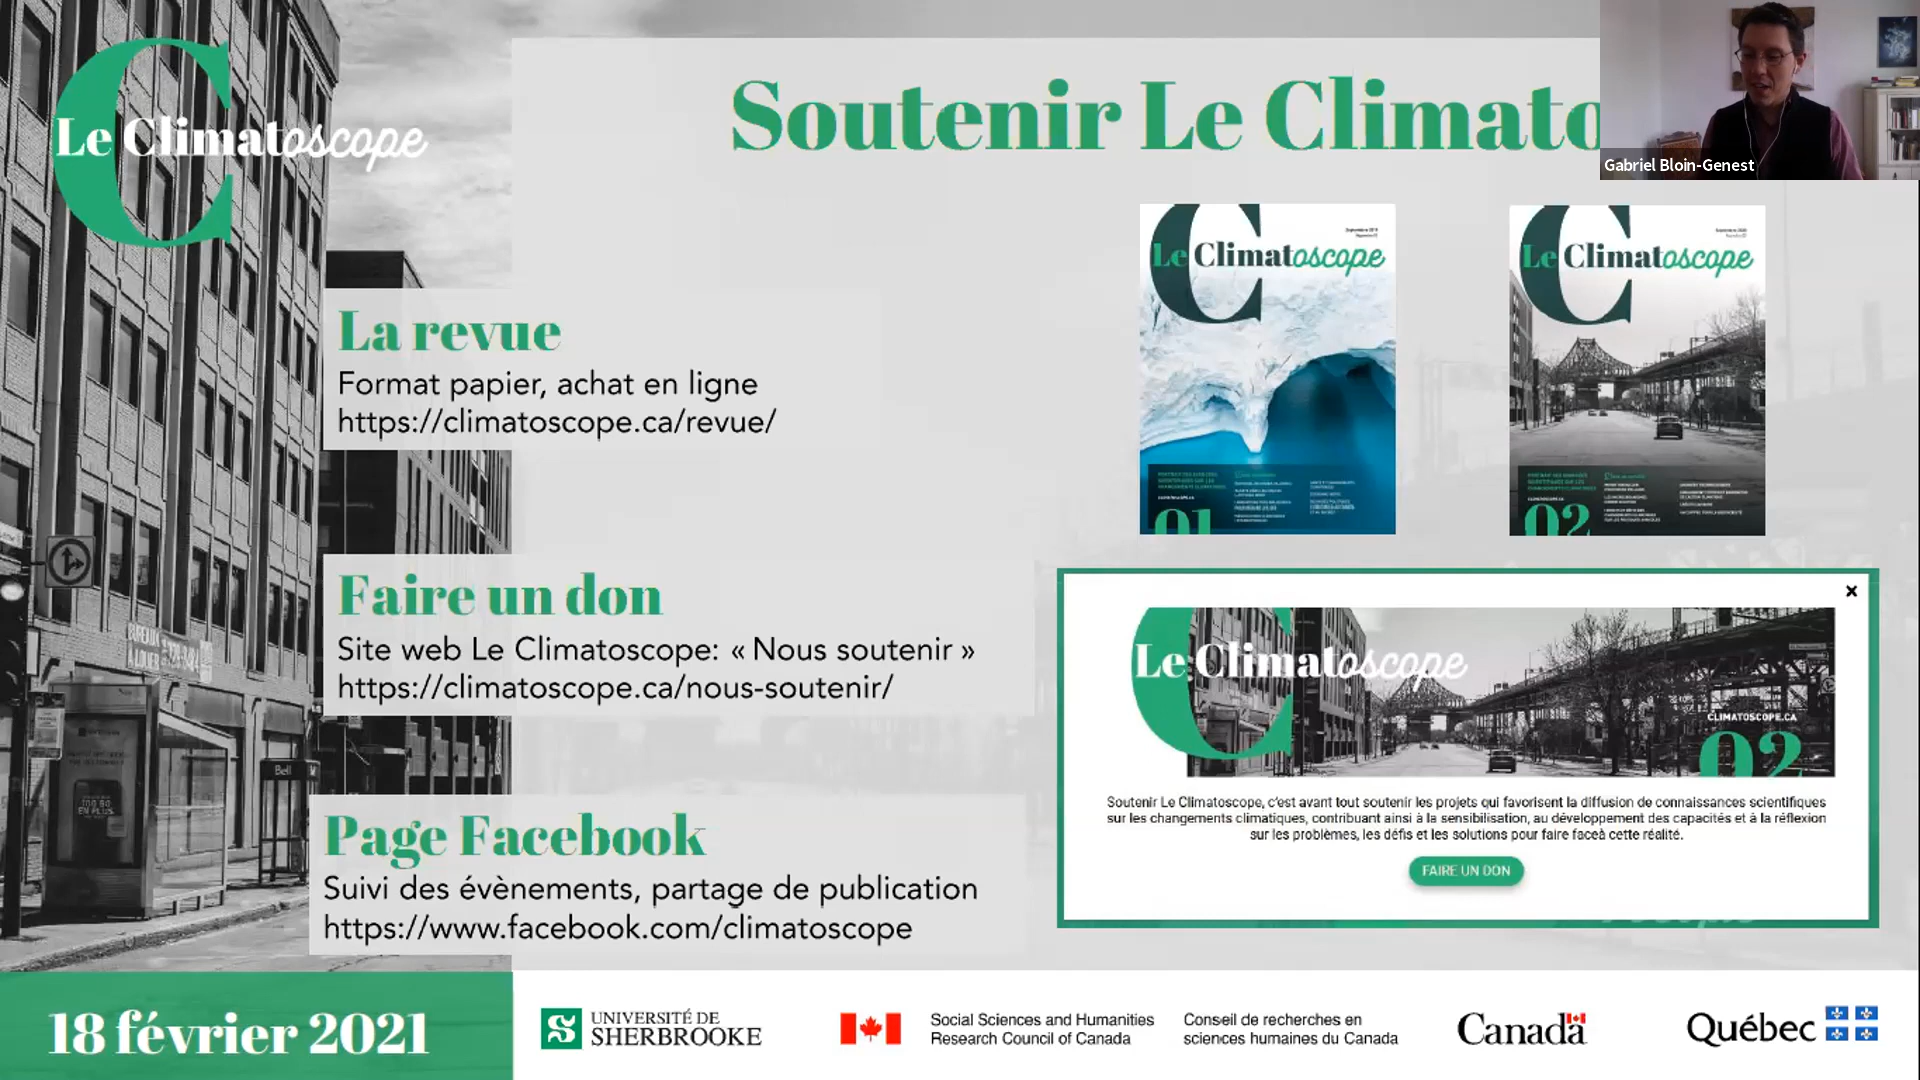 Le Climatoscope
Soutenir Le Climato
Gabriel Bloin-Genest
La revue
Format papier, achat en ligne
https://climatoscope.ca/revue/
Le Climatoscope
01
Le Climatoscope
02
Faire un don
Site web Le Climatoscope: « Nous soutenir »
https://climatoscope.ca/nous-soutenir/
Le Climatoscope
CLIMATOSCOPE.CA
02
Soutenir Le Climatoscope, c'est avant tout soutenir les projets qui favorisent la diffusion de connaissances scientifiques
sur les changements climatiques, contribuant ainsi à la sensibilisation, au développement des capacités et à la réflexion
sur les problèmes, les défis et les solutions pour faire faceà cette réalité.
FAIRE UN DON
Page Facebook
Suivi des évènements, partage de publication
https://www.facebook.com/climatoscope
BUREAU
À LOUER
Bell
18 février 2021
UNIVERSITÉ DE
SHERBROOKE
Social Sciences and Humanities
Research Council of Canada
Conseil de recherches en
sciences humaines du Canada
Canada
Québec